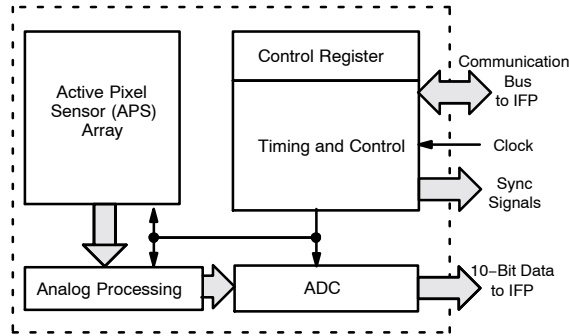 Control Register
Communication
Bus
to IFP
Active Pixel
Sensor (APS)
Array
Timing and Control
Clock
Sync
Signals
Analog Processing
ADC
10−Bit Data
to IFP